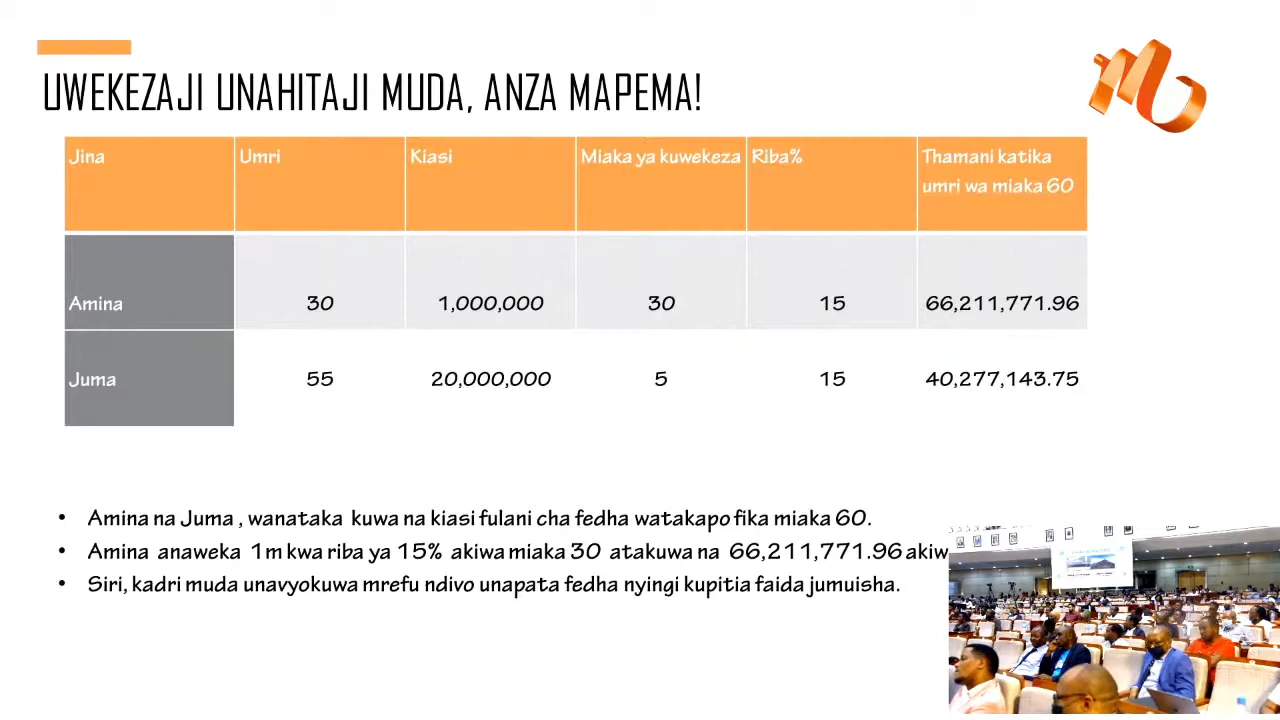 UWEKEZAJI UNAHITAJI MUDA, ANZA MAPEMA!
Jina Umri Kiasi Miaka ya kuwekeza Riba% Thamani katika umri wa miaka 60
Amina 30 1,000,000 30 15 66,211,771.96
Juma 55 20,000,000 5 15 40,277,143.75
• Amina na Juma , wanataka kuwa na kiasi fulani cha fedha watakapo fika miaka 60.
• Amina anaweka 1m kwa riba ya 15% akiwa miaka 30 atakuwa na 66,211,771.96 akiw
• Siri, kadri muda unavyokuwa mrefu ndivo unapata fedha nyingi kupitia faida jumuisha.